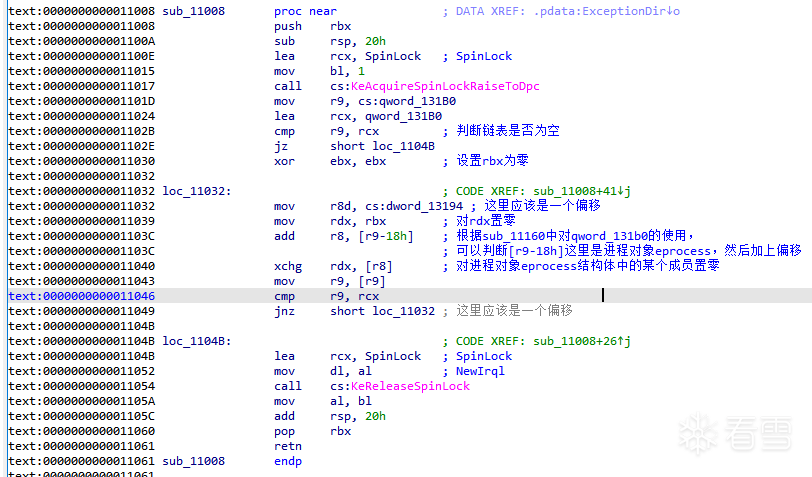 text:0000000000011008 sub_11008       proc near               ; DATA XREF: .pdata:ExceptionDir↓o
text:0000000000011008                 push    rbx
text:000000000001100A                 sub     rsp, 20h
text:000000000001100E                 lea     rcx, SpinLock   ; SpinLock
text:0000000000011015                 mov     bl, 1
text:0000000000011017                 call    cs:KeAcquireSpinLockRaiseToDpc
text:000000000001101D                 mov     r9, cs:qword_131B0
text:0000000000011024                 lea     rcx, qword_131B0
text:000000000001102B                 cmp     r9, rcx         ; 判断链表是否为空
text:000000000001102E                 jz      short loc_1104B
text:0000000000011030                 xor     ebx, ebx        ; 设置rbx为零
text:0000000000011032
text:0000000000011032 loc_11032:                              ; CODE XREF: sub_11008+41↓j
text:0000000000011032                 mov     r8d, cs:dword_13194 ; 这里应该是一个偏移
text:0000000000011039                 mov     rdx, rbx        ; 对rdx置零
text:000000000001103C                 add     r8, [r9-18h]    ; 根据sub_11160中对qword_131b0的使用，
text:000000000001103C                                         ; 可以判断[r9-18h]这里是进程对象eprocess，然后加上偏移
text:0000000000011040                 xchg    rdx, [r8]       ; 对进程对象eprocess结构体中的某个成员置零
text:0000000000011043                 mov     r9, [r9]
text:0000000000011046                 cmp     r9, rcx
text:0000000000011049                 jnz     short loc_11032 ; 这里应该是一个偏移
text:000000000001104B
text:000000000001104B loc_1104B:                              ; CODE XREF: sub_11008+26↑j
text:000000000001104B                 lea     rcx, SpinLock   ; SpinLock
text:0000000000011052                 mov     dl, al          ; NewIrql
text:0000000000011054                 call    cs:KeReleaseSpinLock
text:000000000001105A                 mov     al, bl
text:000000000001105C                 add     rsp, 20h
text:0000000000011060                 pop     rbx
text:0000000000011061                 retn
text:0000000000011061 sub_11008       endp
text:0000000000011061
看雪